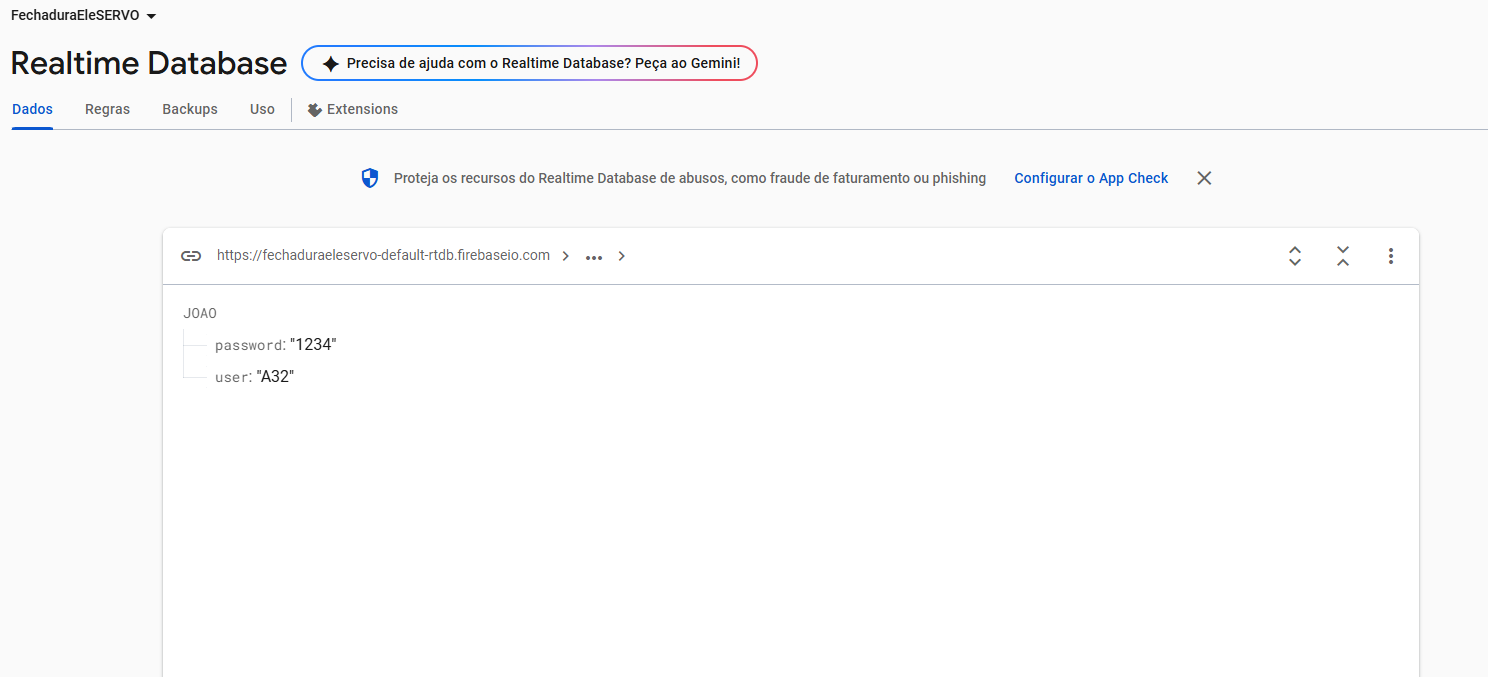 FechaduraEleSERVO
Realtime Database
Precisa de ajuda com o Realtime Database? Peça ao Gemini!
Dados Regras Backups Uso Extensions
Proteja os recursos do Realtime Database de abusos, como fraude de faturamento ou phishing Configurar o App Check
https://fechaduraeleservo-default-rtdb.firebaseio.com > ... >
JOAO
password: "1234"
user: "A32"